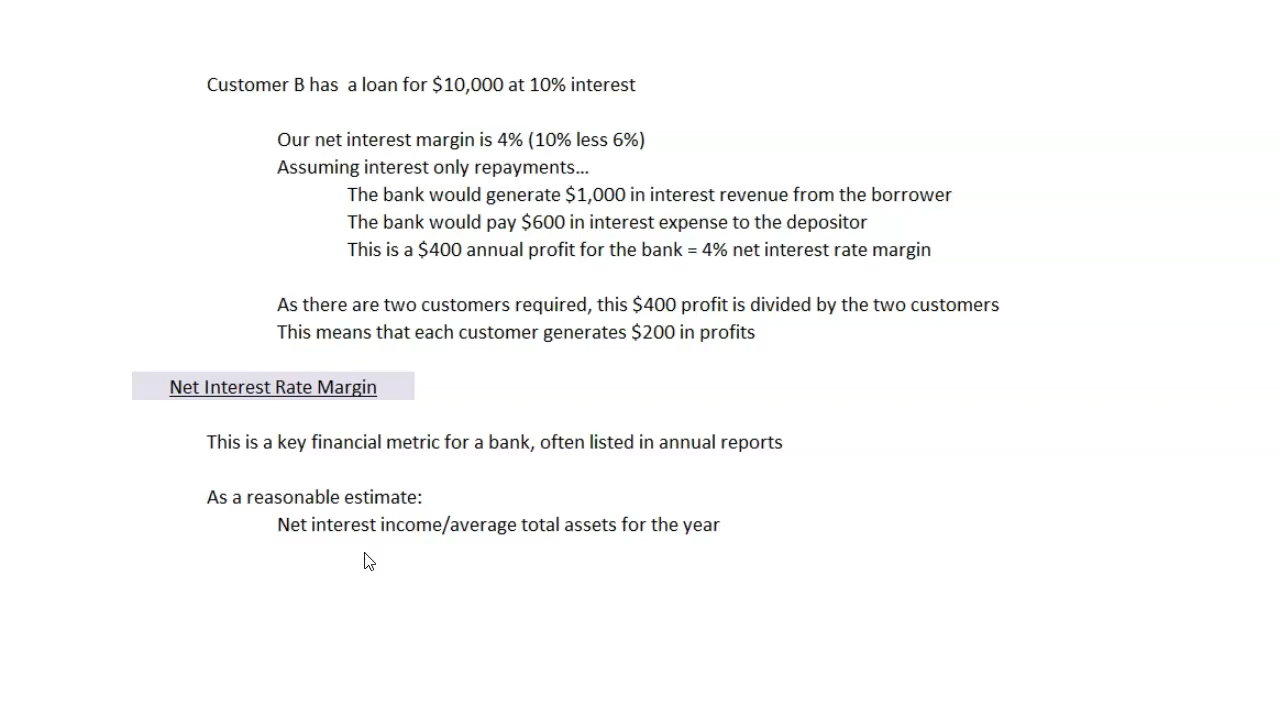 Customer B has  a loan for $10,000 at 10% interest
Our net interest margin is 4% (10% less 6%)
Assuming interest only repayments...
The bank would generate $1,000 in interest revenue from the borrower
The bank would pay $600 in interest expense to the depositor
This is a $400 annual profit for the bank = 4% net interest rate margin
As there are two customers required, this $400 profit is divided by the two customers
This means that each customer generates $200 in profits
Net Interest Rate Margin
This is a key financial metric for a bank, often listed in annual reports
As a reasonable estimate:
Net interest income/average total assets for the year